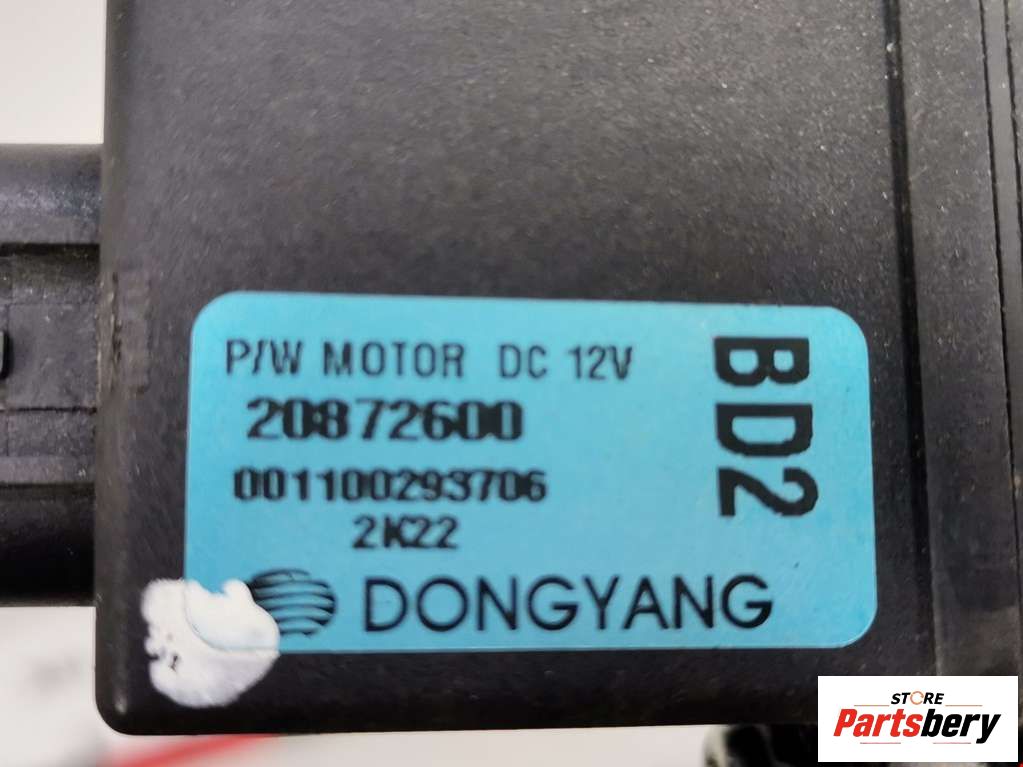 P/W MOTOR DC 12V
20872600
001100293706
2K22
DONGYANG
BD2
STORE
Partsbery